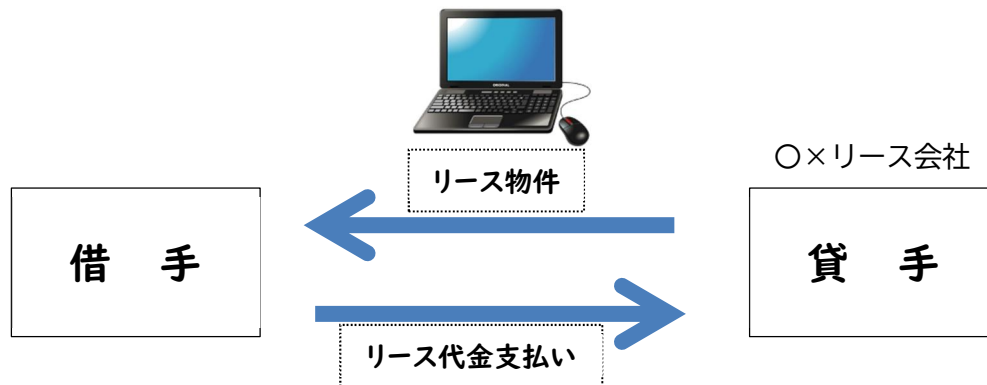 リース物件
〇×リース会社
借　手
貸　手
リース代金支払い